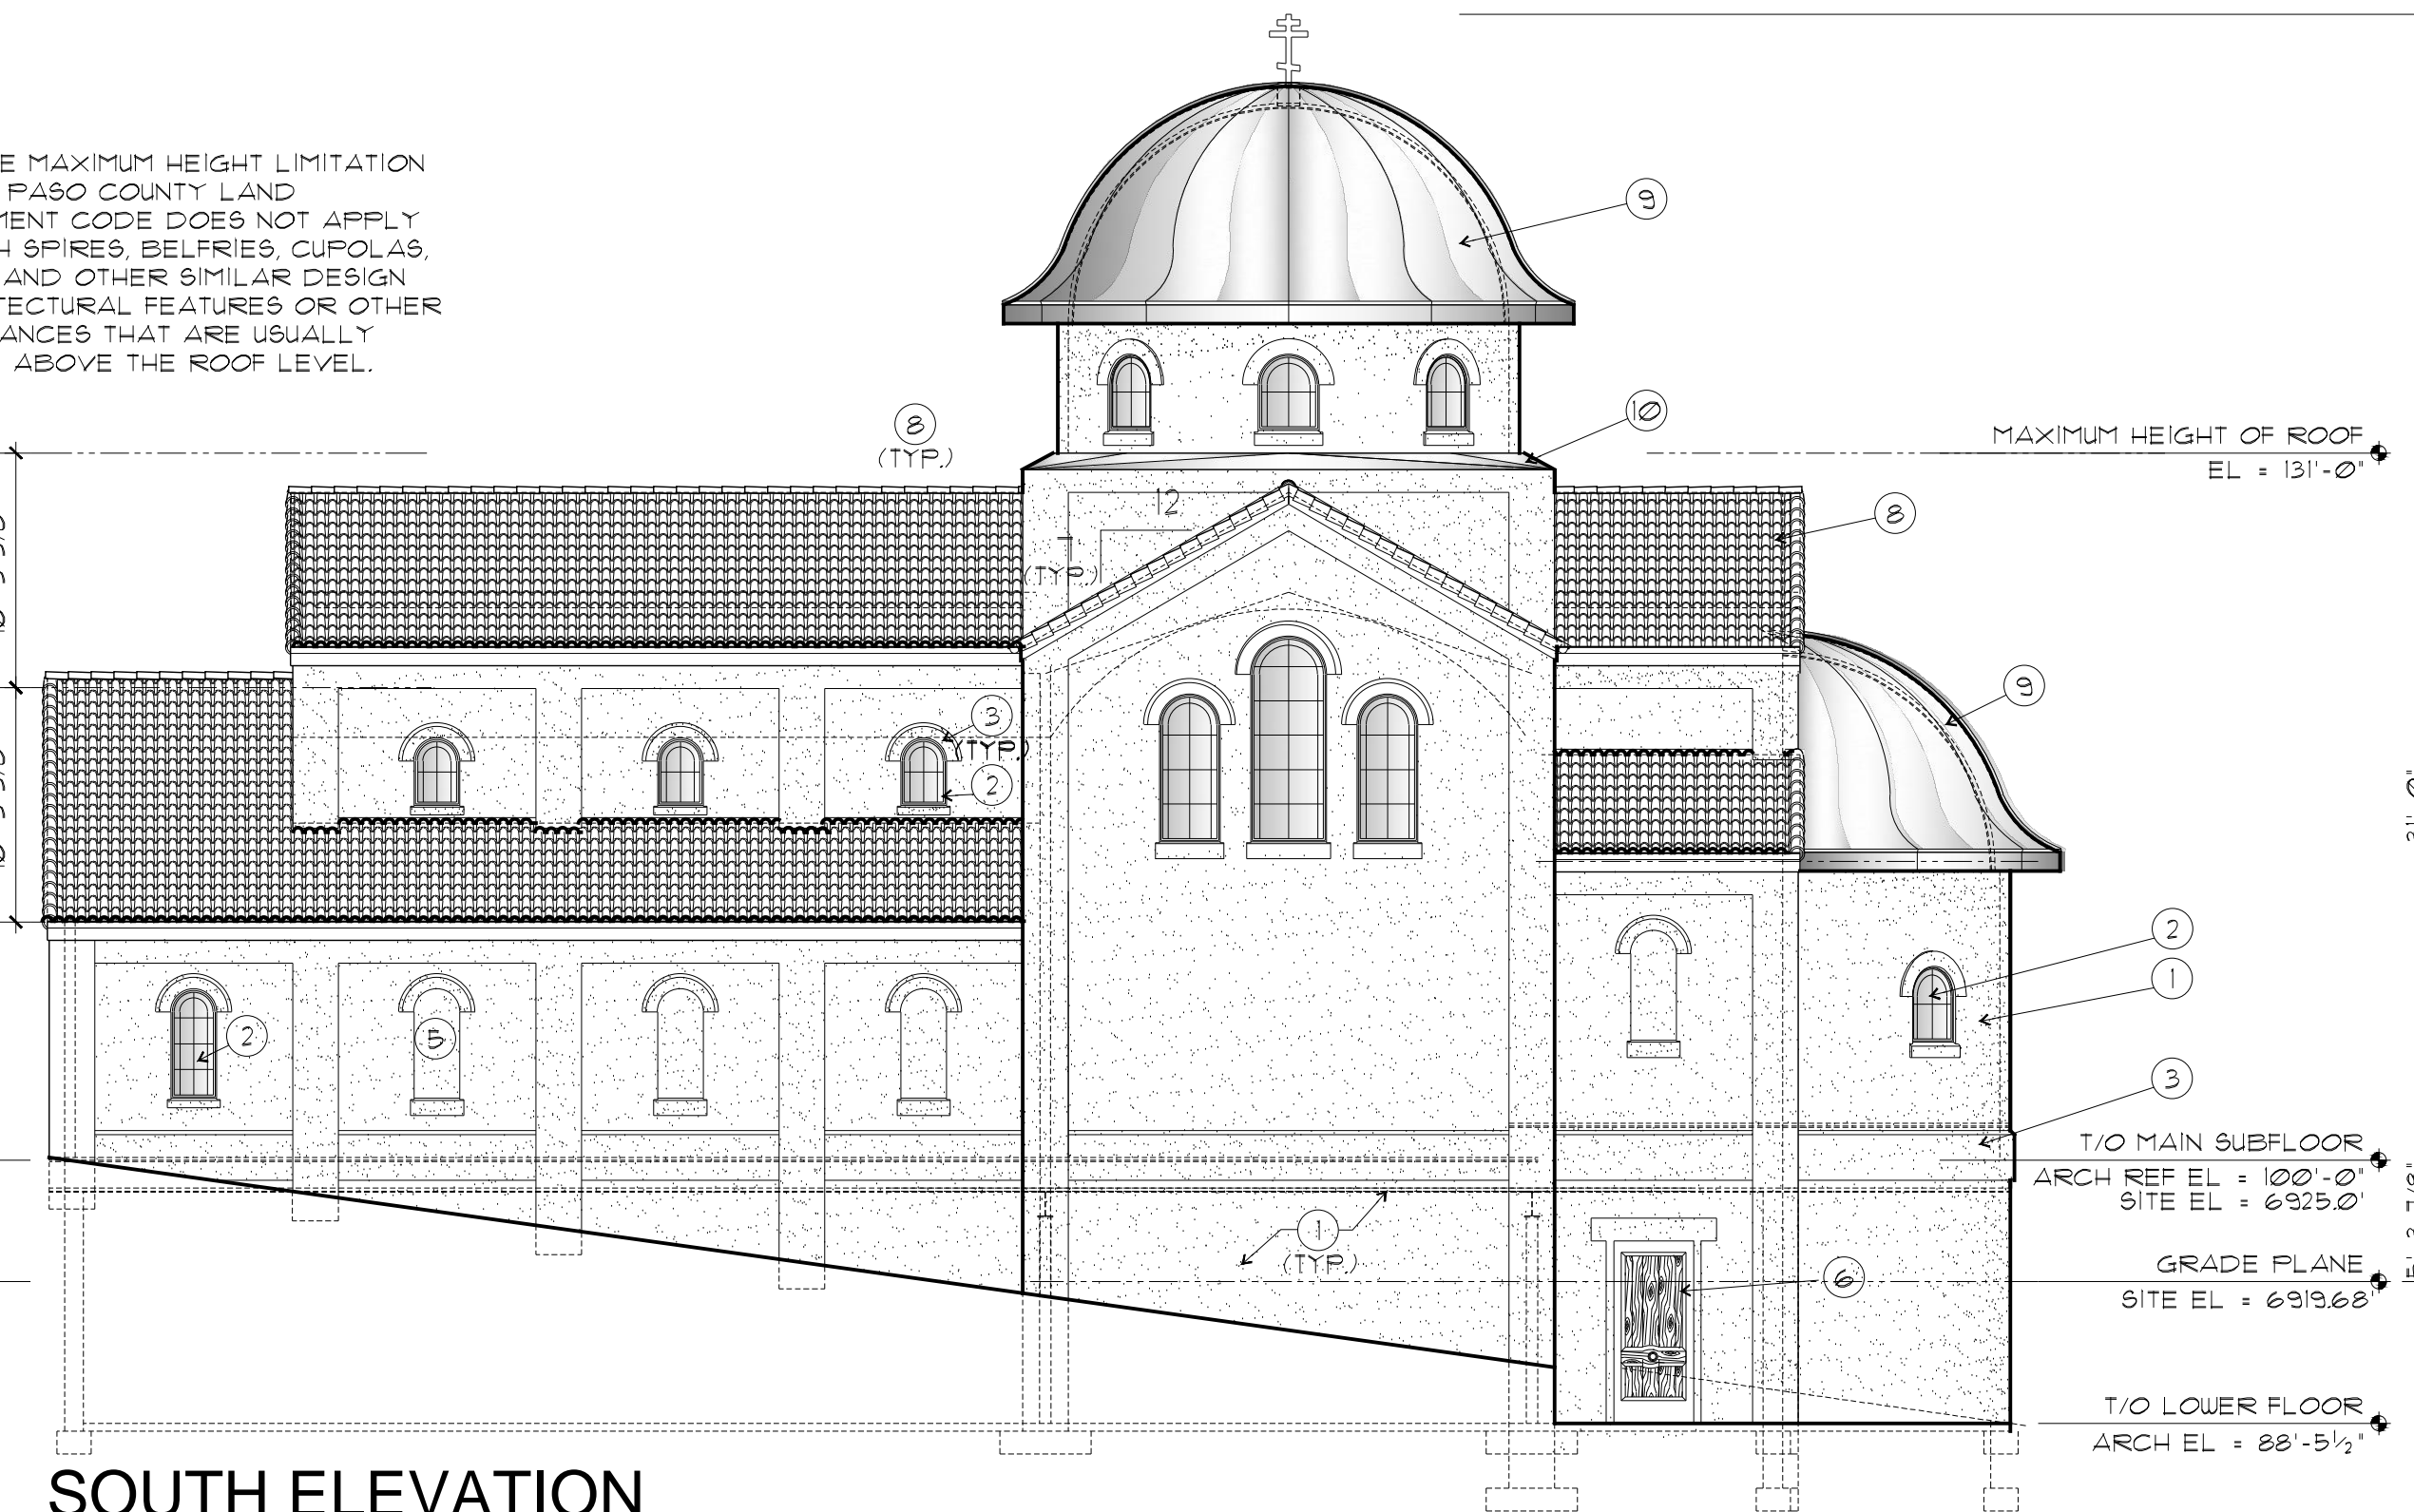 E MAXIMUM HEIGHT LIMITATION
PASO COUNTY LAND
MENT CODE DOES NOT APPLY
H SPIRES, BELFRIES, CUPOLAS,
AND OTHER SIMILAR DESIGN
TECTURAL FEATURES OR OTHER
ANCES THAT ARE USUALLY
ABOVE THE ROOF LEVEL.
9
10
8
(TYP.)
MAXIMUM HEIGHT OF ROOF
EL = 131'-0"
12
7
(TYP.)
8
9
3
(TYP.)
2
31'-0"
2
1
3
2
5
T/O MAIN SUBFLOOR
ARCH REF EL = 100'-0"
SITE EL = 6925.0'
1
(TYP.)
6
GRADE PLANE
SITE EL = 6919.68'
T/O LOWER FLOOR
ARCH EL = 88'-5½"
SOUTH ELEVATION